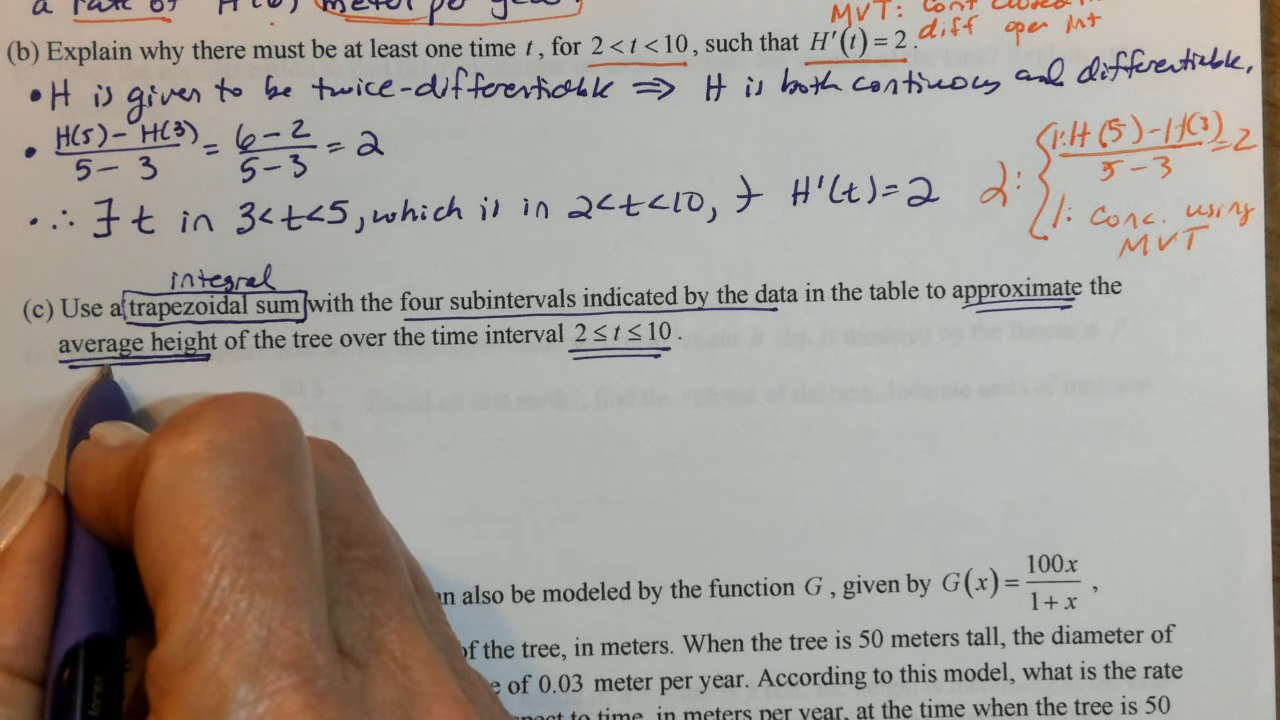 a rate of H(6) meter per year
MVT: cont closed in
diff open int
(b) Explain why there must be at least one time t, for 2 < t < 10, such that H'(t) = 2.
• H is given to be twice-differentiable ⇒ H is both continuous and differentiable.
• H(5) - H(3) / 5 - 3 = 6 - 2 / 5 - 3 = 2
2: { 1: H(5) - H(3) / 5 - 3 = 2
1: conc. using MVT
• ∴ ∃ t in 3<t<5, which is in 2<t<10, ∋ H'(t) = 2
integral
(c) Use a trapezoidal sum with the four subintervals indicated by the data in the table to approximate the
average height of the tree over the time interval 2 ≤ t ≤ 10.
also be modeled by the function G, given by G(x) = 100x / 1 + x ,
of the tree, in meters. When the tree is 50 meters tall, the diameter of
of 0.03 meter per year. According to this model, what is the rate
to time, in meters per year, at the time when the tree is 50